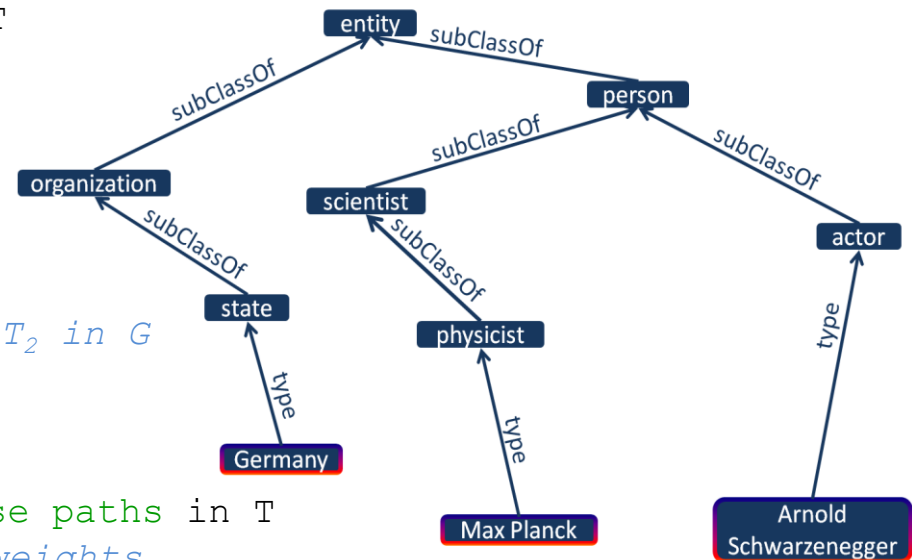 T
entity
subClassOf
subClassOf
person
subClassOf
subClassOf
organization
scientist
actor
subClassOf
subClassOf
state
T2 in G
physicist
type
type
type
Germany
se paths in T
Max Planck
Arnold
Schwarzenegger
weights